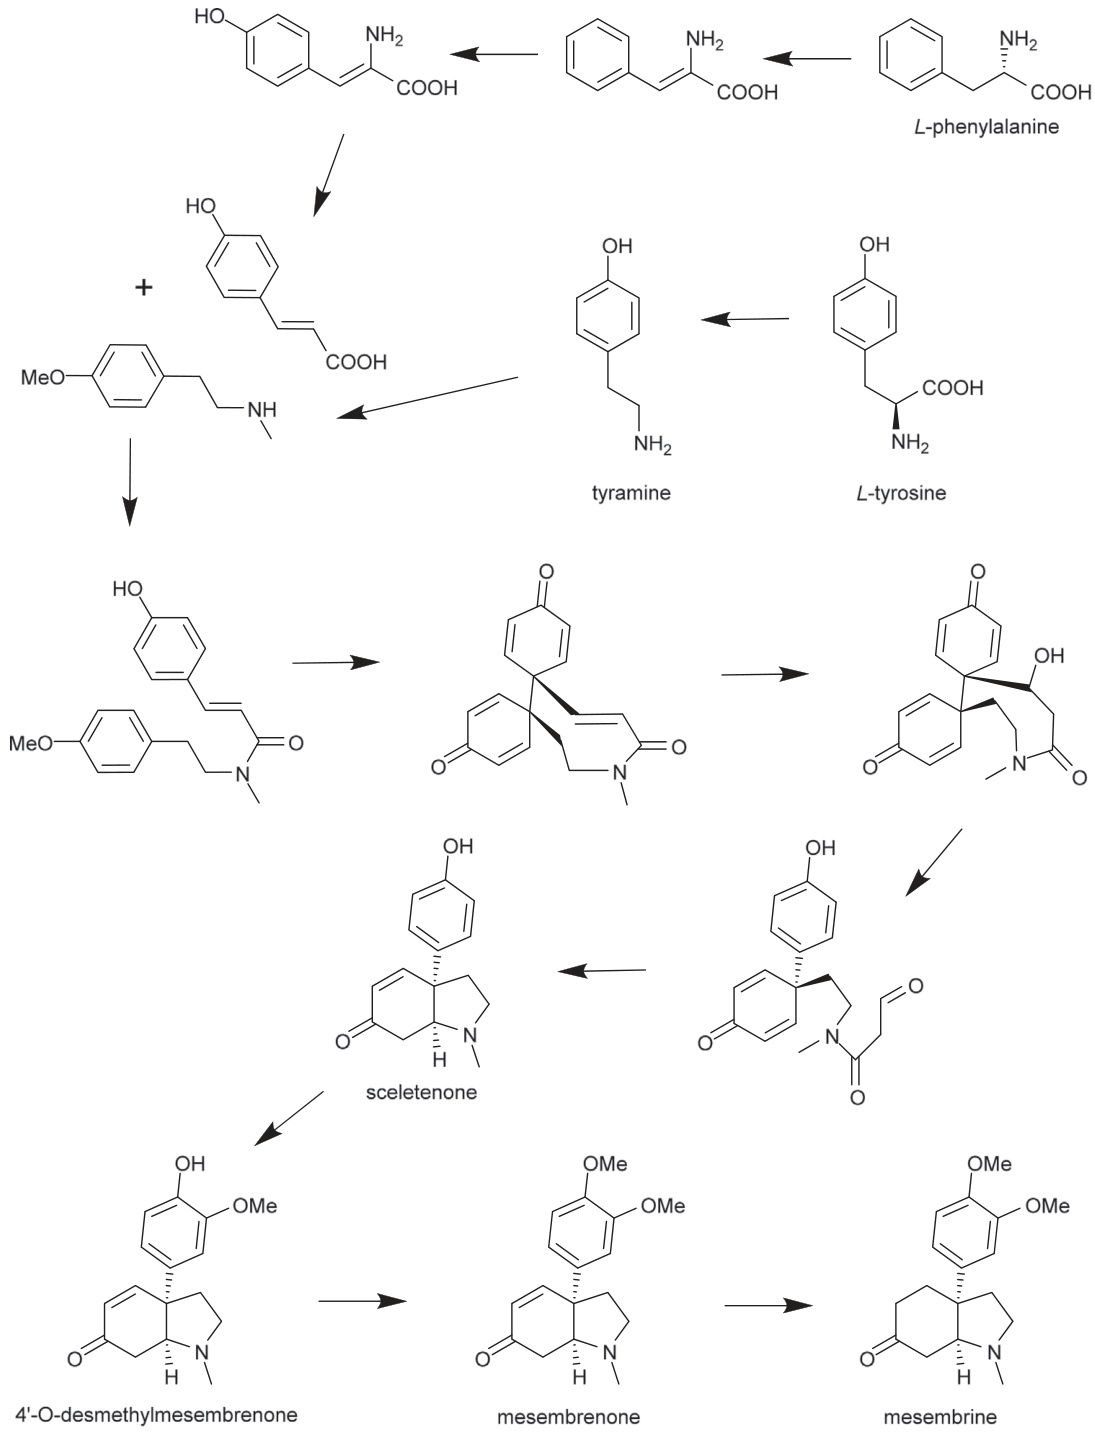 HO NH₂ COOH
NH₂ COOH
NH₂ COOH
L-phenylalanine
HO
COOH
+
MeO NH
OH
NH₂
tyramine
OH
COOH
NH₂
L-tyrosine
HO
MeO N O
O
O N O
O
OH
O N O
OH
O N
H
sceletenone
OH
O
O N
O
OH
OMe
O N
H
4'-O-desmethylmesembrenone
OMe
OMe
O N
H
mesembrenone
OMe
OMe
O N
H
mesembrine